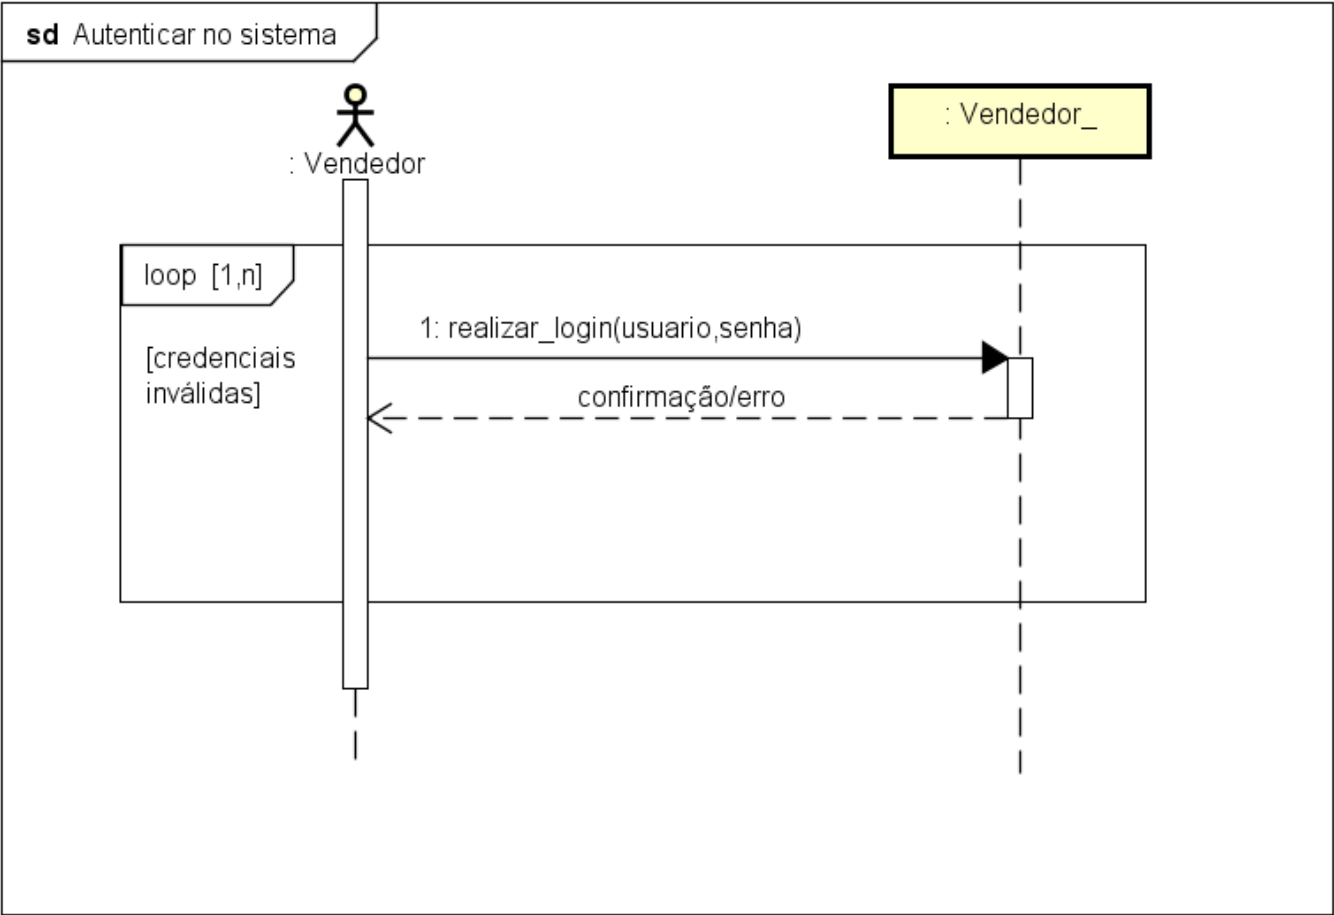 sd Autenticar no sistema
: Vendedor
: Vendedor_
loop [1,n]
[credenciais
inválidas]
1: realizar_login(usuario,senha)
confirmação/erro